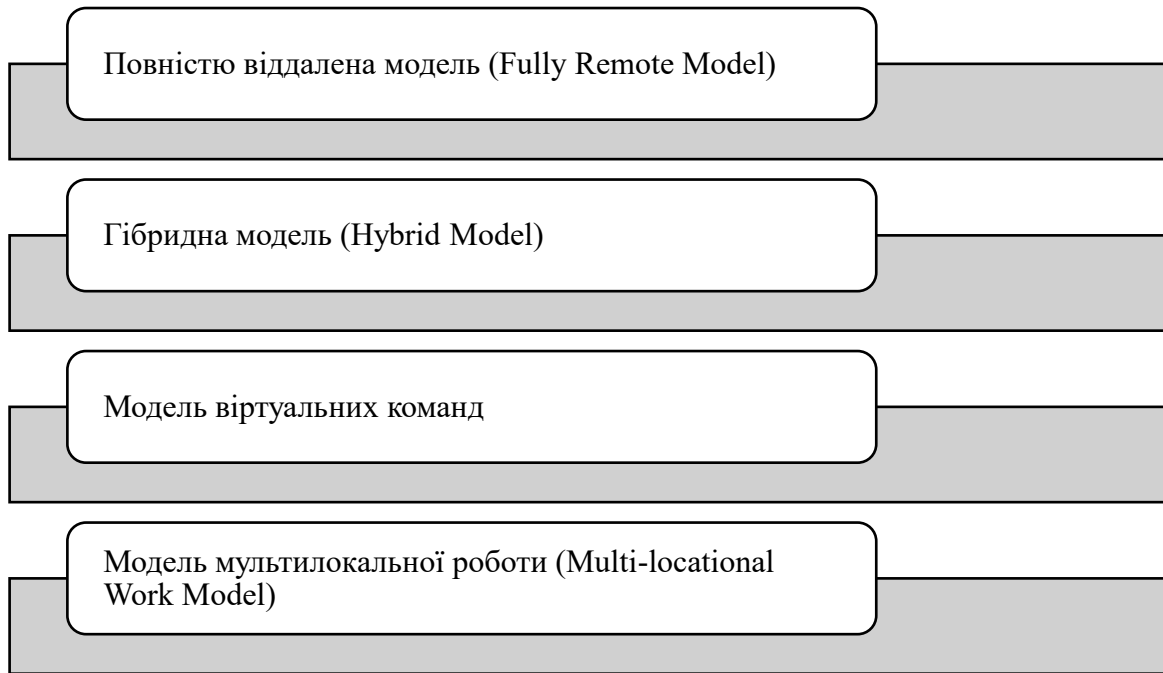 Повністю віддалена модель (Fully Remote Model)
Гібридна модель (Hybrid Model)
Модель віртуальних команд
Модель мультилокальної роботи (Multi-locational
Work Model)